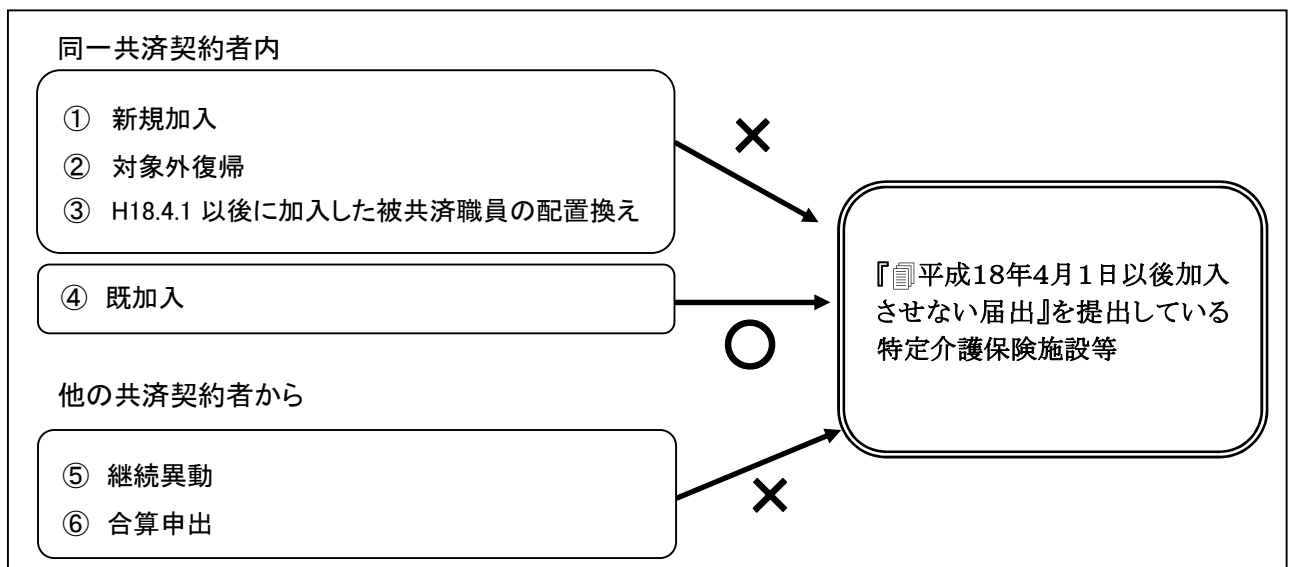 同一共済契約者内
① 新規加入
② 対象外復帰
③ H18.4.1 以後に加入した被共済職員の配置換え
×
④ 既加入
○
『平成18年4月1日以後加入
させない届出』を提出している
特定介護保険施設等
他の共済契約者から
⑤ 継続異動
⑥ 合算申出
×